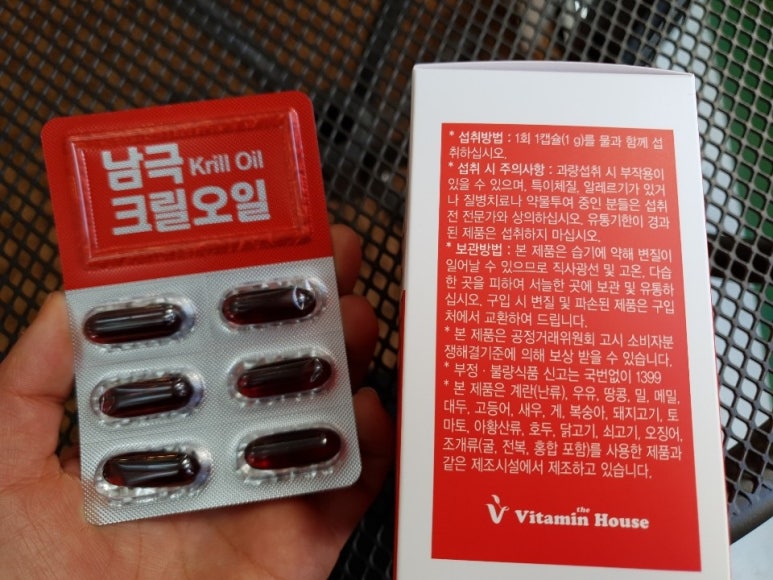 남극 Krill Oil
크릴오일
* 섭취방법 : 1회 1캡슐(1 g)를 물과 함께 섭
취하십시오.
* 섭취 시 주의사항 : 과량섭취 시 부작용이
있을 수 있으며, 특이체질, 알레르기가 있거
나 질병치료나 약물투여 중인 분들은 섭취
전 전문가와 상의하십시오. 유통기한이 경과
된 제품은 섭취하지 마십시오.
* 보관방법 : 본 제품은 습기에 약해 변질이
일어날 수 있으므로 직사광선 및 고온, 다습
한 곳을 피하여 서늘한 곳에 보관 및 유통하
십시오. 구입 시 변질 및 파손된 제품은 구입
처에서 교환하여 드립니다.
* 본 제품은 공정거래위원회 고시 소비자분
쟁해결기준에 의해 보상 받을 수 있습니다.
* 부정 · 불량식품 신고는 국번없이 1399
* 본 제품은 계란(난류), 우유, 땅콩, 밀, 메밀,
대두, 고등어, 새우, 게, 복숭아, 돼지고기, 토
마토, 아황산류, 호두, 닭고기, 쇠고기, 오징어,
조개류(굴, 전복, 홍합 포함)를 사용한 제품과
같은 제조시설에서 제조하고 있습니다.
the
Vitamin House